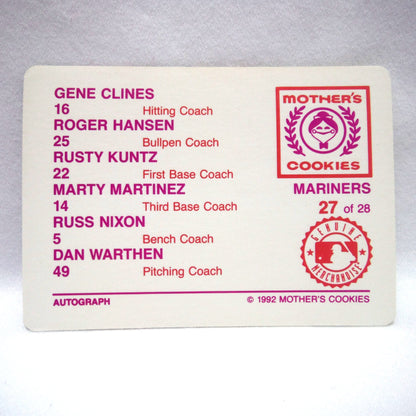 GENE CLINES
16 Hitting Coach
ROGER HANSEN
25 Bullpen Coach
RUSTY KUNTZ
22 First Base Coach
MARTY MARTINEZ
14 Third Base Coach
RUSS NIXON
5 Bench Coach
DAN WARTHEN
49 Pitching Coach
MOTHER'S
COOKIES
MARINERS
27 of 28
GENUINE
MERCHANDISE
AUTOGRAPH
© 1992 MOTHER'S COOKIES